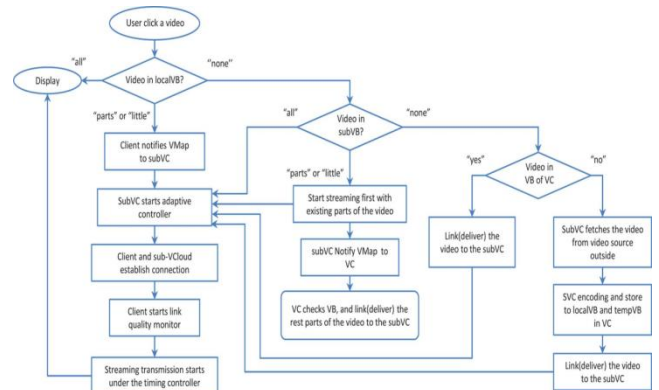 User click a video
"all"
"none"
Display
Video in localVB?
"parts" or "little"
"all"
Video in
subVB?
"none"
Client notifies VMap
to subVC
"parts" or "little"
"yes"
Video in
VB of VC
"no"
SubVC starts adaptive
controller
Start streaming first with
existing parts of the video
Link(deliver) the
video to the subVC
SubVC fetches the
video from video source
outside
Client and sub-VCloud
establish connection
subVC Notify VMap to
VC
Client starts link
quality monitor
VC checks VB, and link(deliver) the
rest parts of the video to the subVC
SVC encoding and store
to localVB and tempVB
in VC
Streaming transmission starts
under the timing controller
Link(deliver) the
video to the subVC